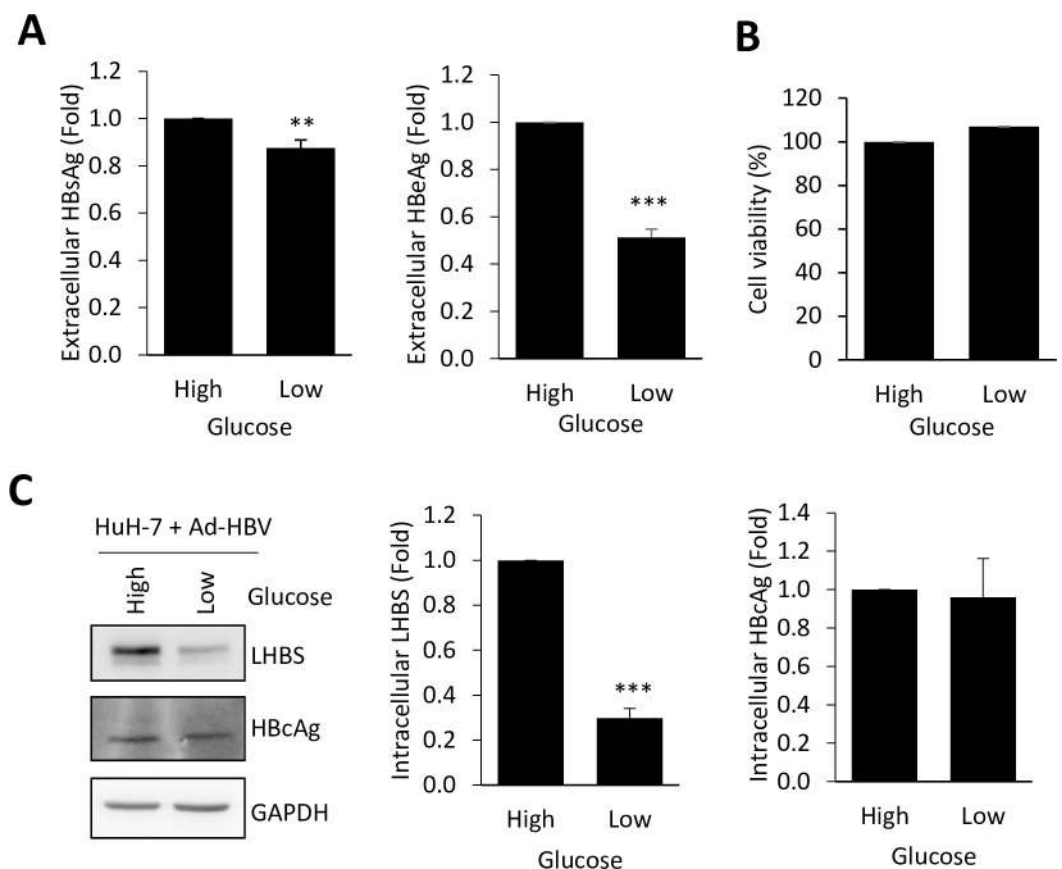 A
Extracellular HBsAg (Fold)
1.2
1.0
0.8
0.6
0.4
0.2
0.0
**
High Low
Glucose
Extracellular HBeAg (Fold)
1.2
1.0
0.8
0.6
0.4
0.2
0.0
***
High Low
Glucose
B
Cell viability (%)
120
100
80
60
40
20
0
High Low
Glucose
C
HuH-7 + Ad-HBV
High Low Glucose
LHBS
HBcAg
GAPDH
Intracellular LHBS (Fold)
1.2
1.0
0.8
0.6
0.4
0.2
0.0
***
High Low
Glucose
Intracellular HBcAg (Fold)
1.4
1.2
1.0
0.8
0.6
0.4
0.2
0.0
High Low
Glucose